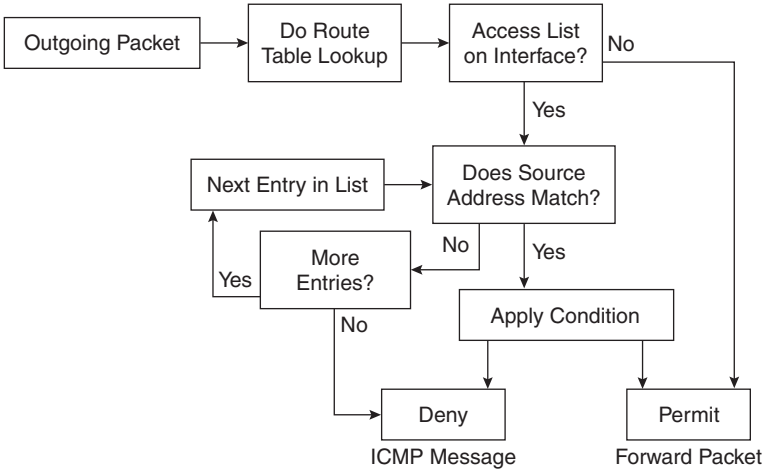 Outgoing Packet
Do Route
Table Lookup
Access List
on Interface?
No
Yes
Next Entry in List
Does Source
Address Match?
No
Yes
More
Entries?
Yes
No
Apply Condition
Deny
Permit
ICMP Message
Forward Packet